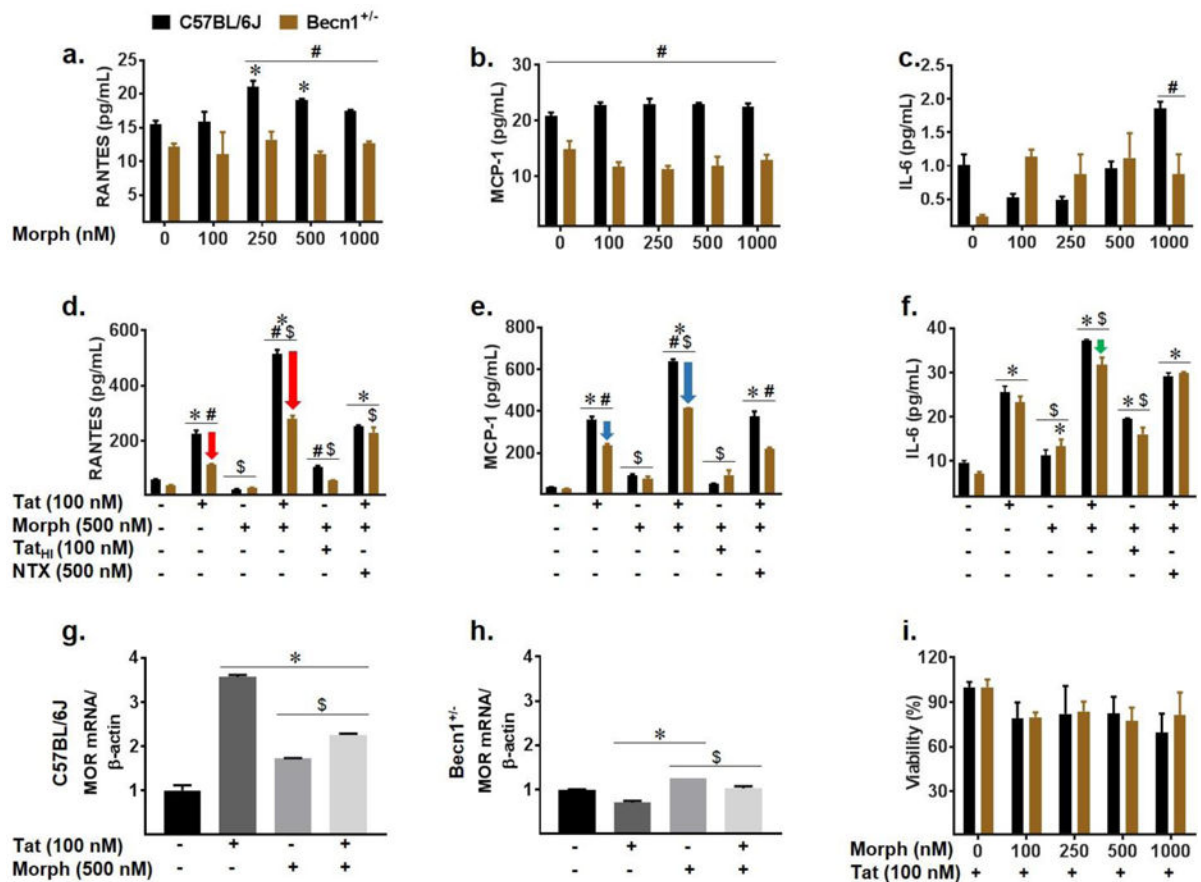 C57BL/6J Becn1+/-
a. b. c.
RANTES (pg/mL)
25
20
15
10
5
#
* *
Morph (nM) 0 100 250 500 1000
MCP-1 (pg/mL)
30
20
10
#
0 100 250 500 1000
IL-6 (pg/mL)
2.5
2.0
1.5
1.0
0.5
#
0 100 250 500 1000
d. e. f.
RANTES (pg/mL)
600
400
200
* # $ * # $ # $ * $
MCP-1 (pg/mL)
800
600
400
200
* # $ * # $ $ * #
IL-6 (pg/mL)
40
30
20
10
* $ * * $ * $ *
Tat (100 nM) - + - + + - + - + + - + - + +
Morph (500 nM) - - + + + + - - + + + + - - + + + +
TatHI (100 nM) - - + - - + - - +
NTX (500 nM) - - + - - + - - +
g. h. i.
C57BL/6J
MOR mRNA/
β-actin
4
3
2
1
*
$
Tat (100 nM) - + - +
Morph (500 nM) - - + +
Becn1+/-
MOR mRNA/
β-actin
4
3
2
1
*
$
- + - +
- - + +
Viability (%)
120
90
60
30
Morph (nM) 0 100 250 500 1000
Tat (100 nM) + + + + +